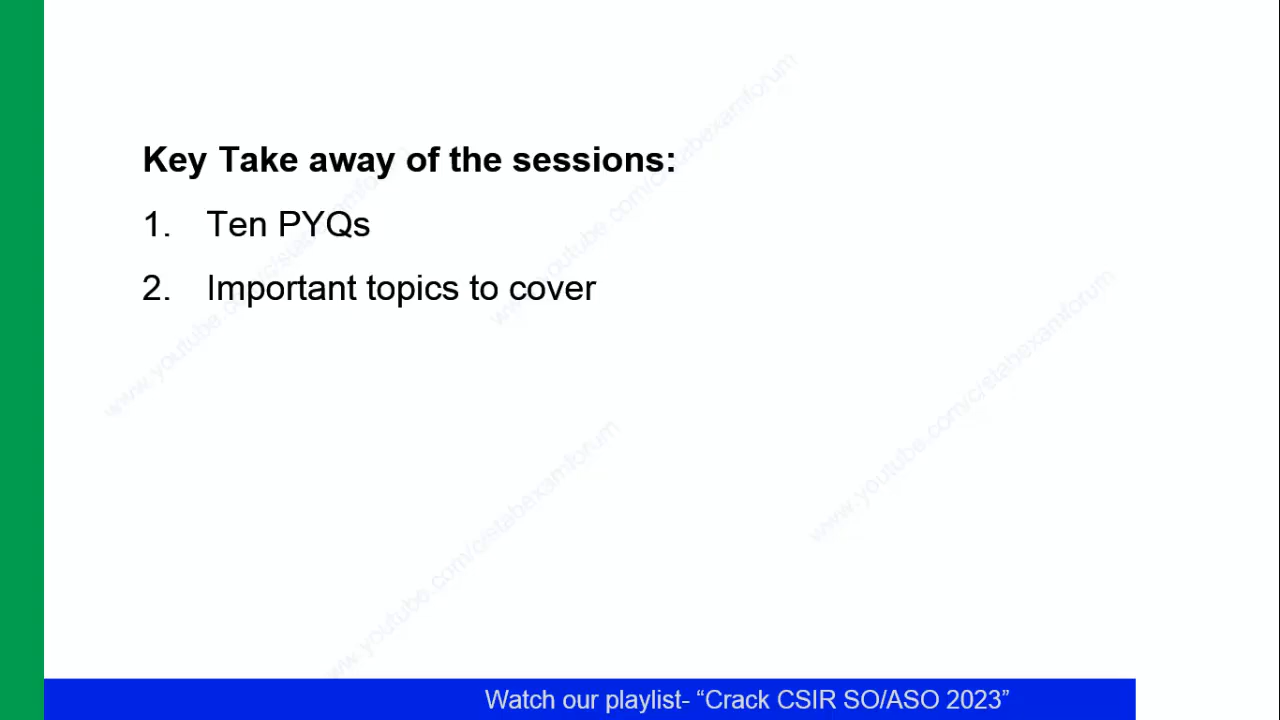 Key Take away of the sessions:
1. Ten PYQs
2. Important topics to cover
Watch our playlist- “Crack CSIR SO/ASO 2023”